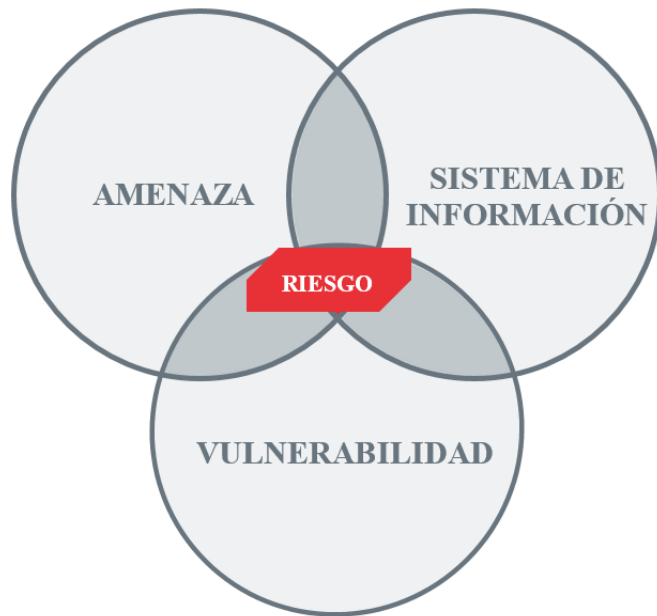 AMENAZA
SISTEMA DE
INFORMACIÓN
RIESGO
VULNERABILIDAD